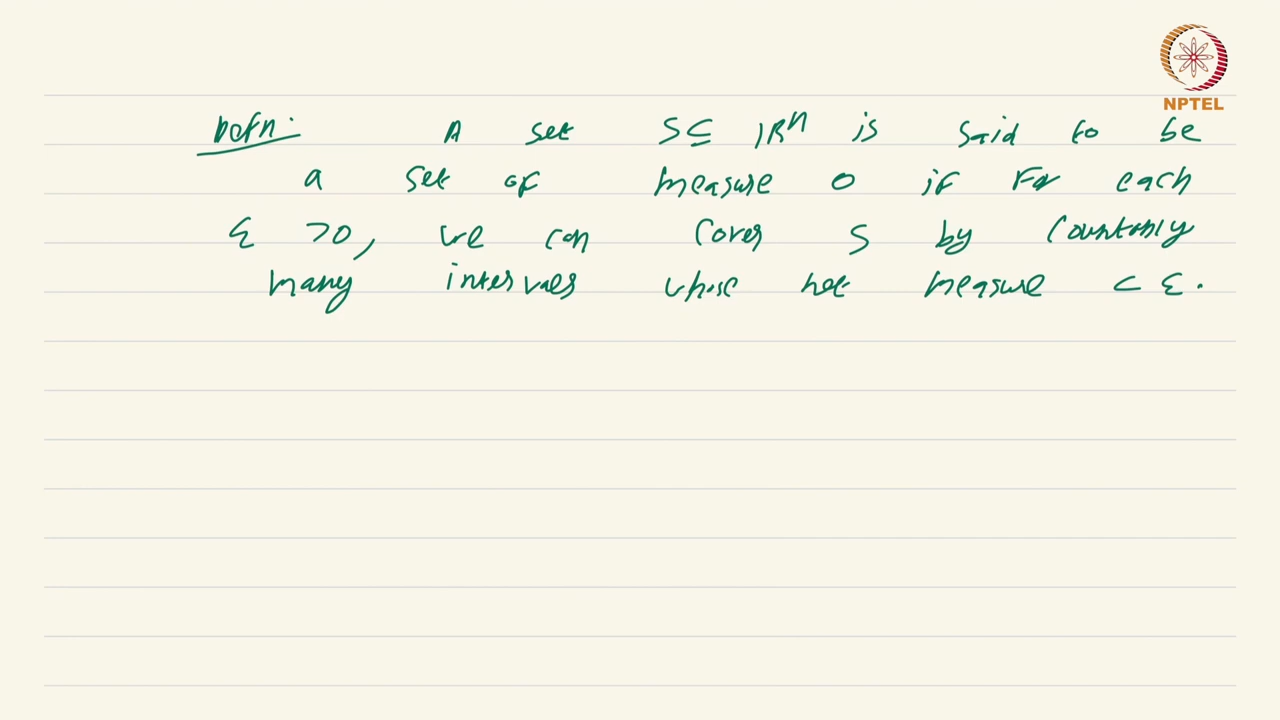 NPTEL
Defn: A set S ⊆ ℝⁿ is said to be
a set of measure 0 if for each
ε > 0, we can cover S by countably
many intervals whose net measure < ε.